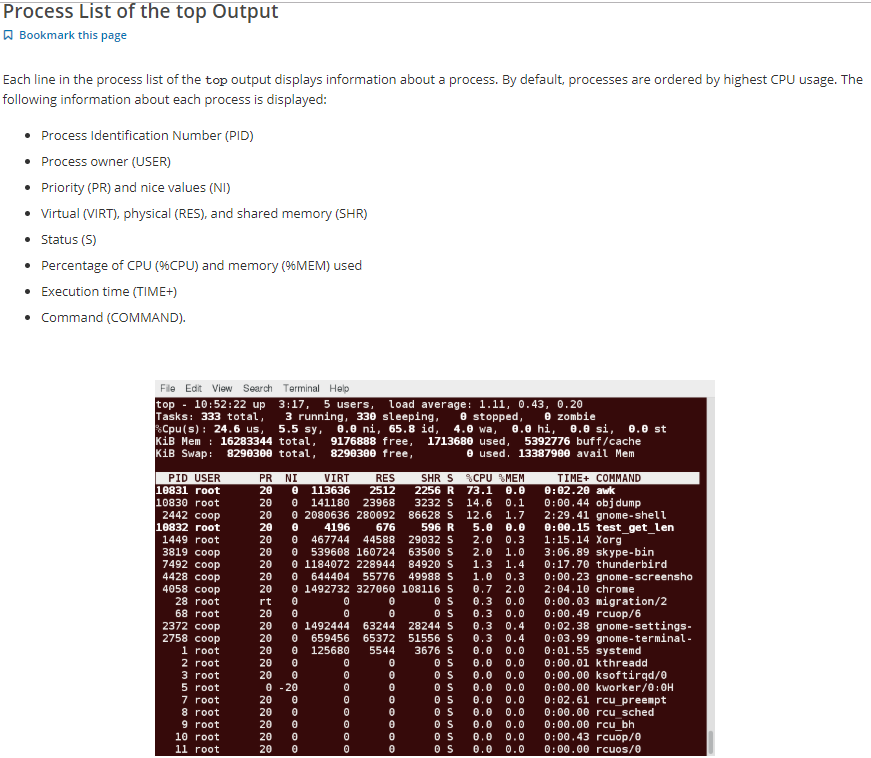 Process List of the top Output
Bookmark this page
Each line in the process list of the top output displays information about a process. By default, processes are ordered by highest CPU usage. The
following information about each process is displayed:
• Process Identification Number (PID)
• Process owner (USER)
• Priority (PR) and nice values (NI)
• Virtual (VIRT), physical (RES), and shared memory (SHR)
• Status (S)
• Percentage of CPU (%CPU) and memory (%MEM) used
• Execution time (TIME+)
• Command (COMMAND).
File Edit View Search Terminal Help
top - 10:52:22 up 3:17, 5 users, load average: 1.11, 0.43, 0.20
Tasks: 333 total, 3 running, 330 sleeping, 0 stopped, 0 zombie
%Cpu(s): 24.6 us, 5.5 sy, 0.0 ni, 65.8 id, 4.0 wa, 0.0 hi, 0.0 si, 0.0 st
KiB Mem : 16283344 total, 9176888 free, 1713680 used, 5392776 buff/cache
KiB Swap: 8290300 total, 8290300 free, 0 used. 13387900 avail Mem
PID USER PR NI VIRT RES SHR S %CPU %MEM TIME+ COMMAND
10831 root 20 0 113636 2512 2256 R 73.1 0.0 0:02.20 awk
10830 root 20 0 141180 23968 3232 S 14.6 0.1 0:00.44 objdump
2442 coop 20 0 2080636 280092 86628 S 12.6 1.7 2:29.41 gnome-shell
10832 root 20 0 4196 676 596 R 5.0 0.0 0:00.15 test_get_len
1449 root 20 0 467744 44588 29032 S 2.0 0.3 1:15.14 Xorg
3819 coop 20 0 539608 160724 63500 S 2.0 1.0 3:06.89 skype-bin
7492 coop 20 0 1184072 228944 84920 S 1.3 1.4 0:17.70 thunderbird
4428 coop 20 0 644404 55776 49988 S 1.0 0.3 0:00.23 gnome-screensho
4058 coop 20 0 1492732 327060 108116 S 0.7 2.0 2:04.10 chrome
28 root rt 0 0 0 0 S 0.3 0.0 0:00.03 migration/2
68 root 20 0 0 0 0 S 0.3 0.0 0:00.49 rcuop/6
2372 coop 20 0 1492444 63244 28244 S 0.3 0.4 0:02.38 gnome-settings-
2758 coop 20 0 659456 65372 51556 S 0.3 0.4 0:03.99 gnome-terminal-
1 root 20 0 125680 5544 3676 S 0.0 0.0 0:01.55 systemd
2 root 20 0 0 0 0 S 0.0 0.0 0:00.01 kthreadd
3 root 20 0 0 0 0 S 0.0 0.0 0:00.00 ksoftirqd/0
5 root 0 -20 0 0 0 S 0.0 0.0 0:00.00 kworker/0:0H
7 root 20 0 0 0 0 S 0.0 0.0 0:02.61 rcu_preempt
8 root 20 0 0 0 0 S 0.0 0.0 0:00.00 rcu_sched
9 root 20 0 0 0 0 S 0.0 0.0 0:00.00 rcu_bh
10 root 20 0 0 0 0 S 0.0 0.0 0:00.43 rcuop/0
11 root 20 0 0 0 0 S 0.0 0.0 0:00.00 rcuos/0